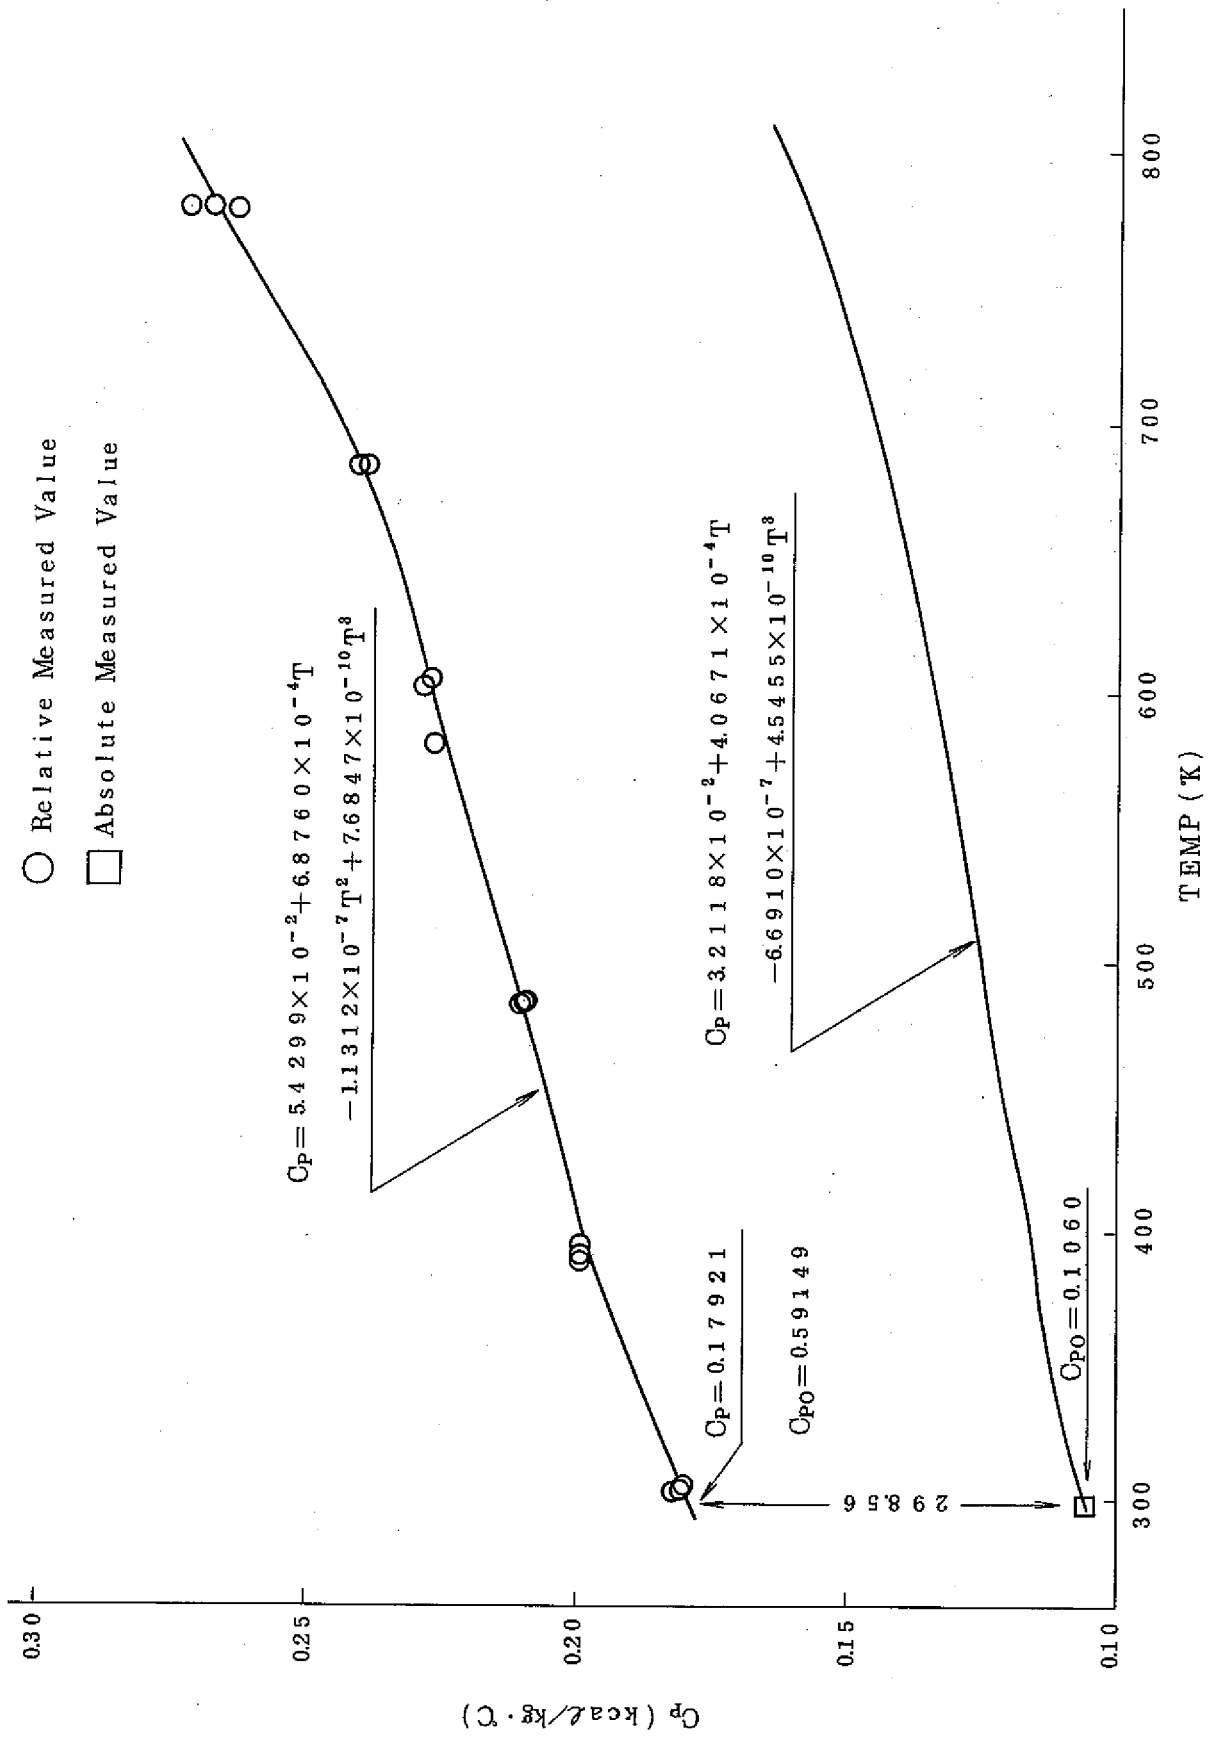 ○ Relative Measured Value
□ Absolute Measured Value
0.30
0.25
0.20
0.15
0.10
Cp (kcal/kg·℃)
C_P=5.4299×10⁻²+6.8760×10⁻⁴T
−1.1312×10⁻⁷T²+7.6847×10⁻¹⁰T³
C_P=3.2118×10⁻²+4.0671×10⁻⁴T
−6.6910×10⁻⁷+4.5455×10⁻¹⁰T³
C_P=0.17921
C_PO=0.59149
298.56
C_PO=0.1060
300
400
500
600
700
800
TEMP (°K)